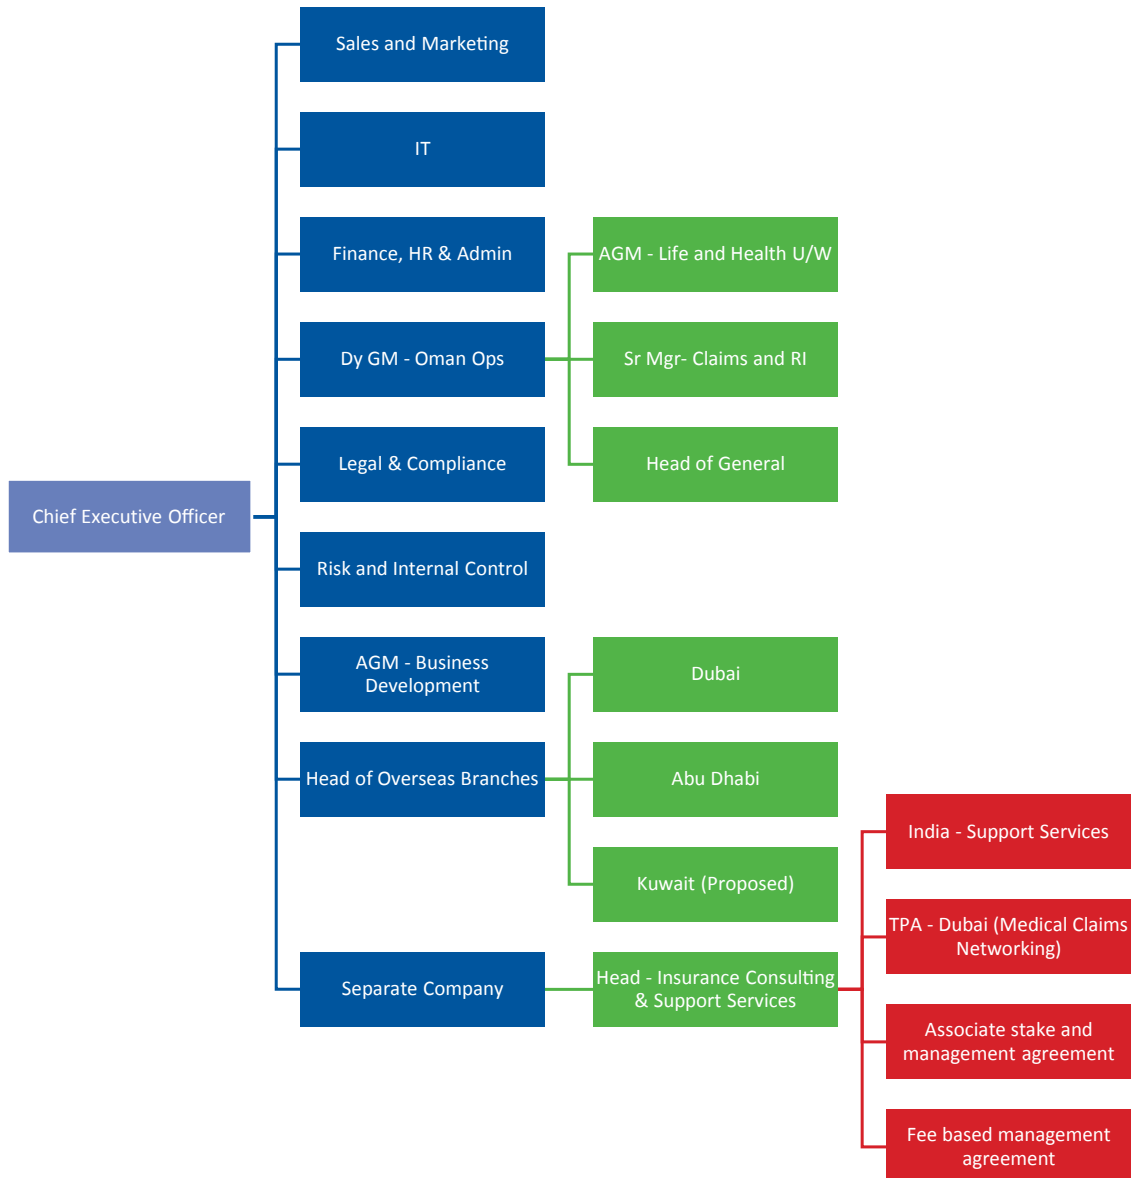 Chief Executive Officer
Sales and Marketing
IT
Finance, HR & Admin
Dy GM - Oman Ops
AGM - Life and Health U/W
Sr Mgr- Claims and RI
Head of General
Legal & Compliance
Risk and Internal Control
AGM - Business
Development
Head of Overseas Branches
Dubai
Abu Dhabi
Kuwait (Proposed)
Separate Company
Head - Insurance Consulting
& Support Services
India - Support Services
TPA - Dubai (Medical Claims
Networking)
Associate stake and
management agreement
Fee based management
agreement